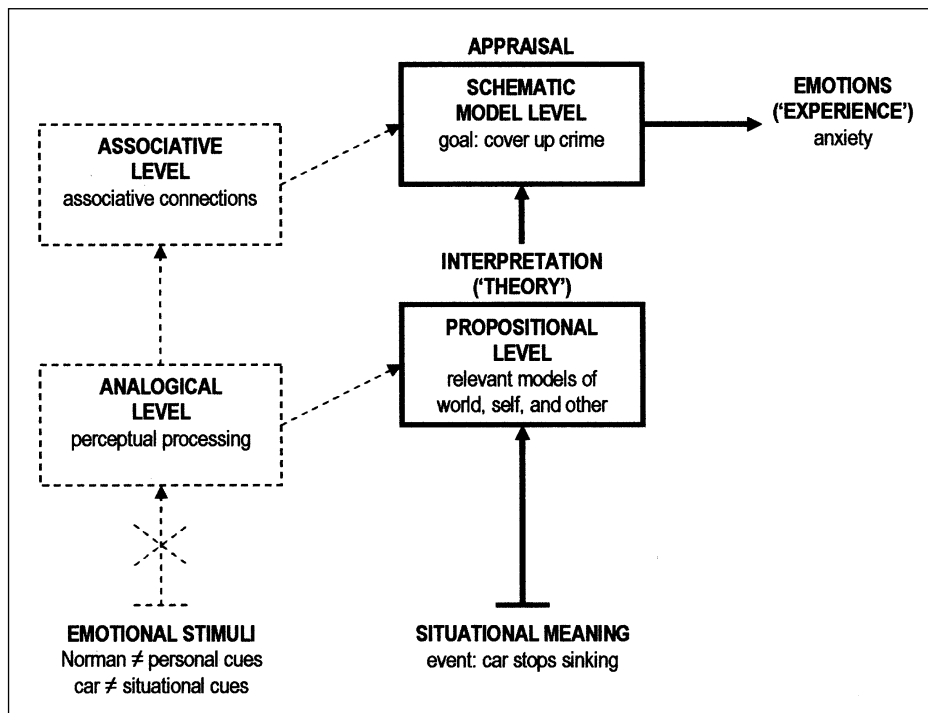 APPRAISAL
SCHEMATIC
MODEL LEVEL
goal: cover up crime
EMOTIONS
(‘EXPERIENCE’)
anxiety
ASSOCIATIVE
LEVEL
associative connections
INTERPRETATION
(‘THEORY’)
PROPOSITIONAL
LEVEL
relevant models of
world, self, and other
ANALOGICAL
LEVEL
perceptual processing
EMOTIONAL STIMULI
Norman ≠ personal cues
car ≠ situational cues
SITUATIONAL MEANING
event: car stops sinking